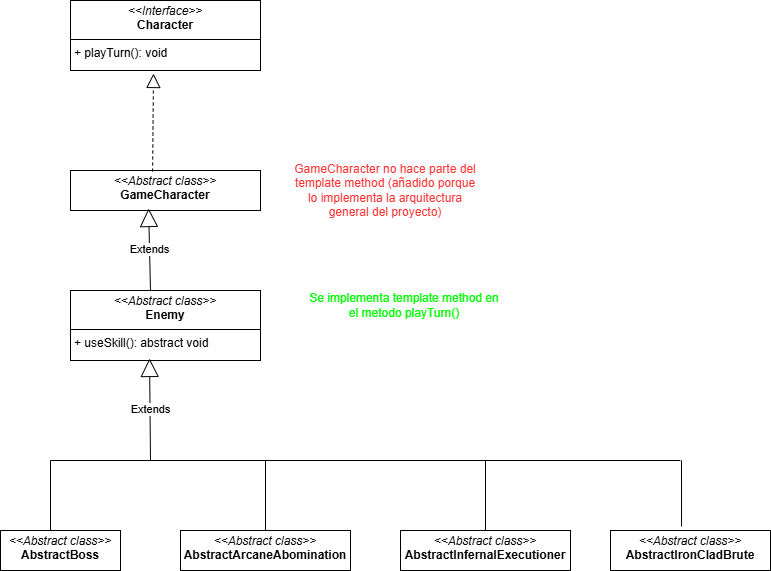 <<Interface>>
Character
+ playTurn(): void
<<Abstract class>>
GameCharacter
GameCharacter no hace parte del
template method (añadido porque
lo implementa la arquitectura
general del proyecto)
Extends
<<Abstract class>>
Enemy
+ useSkill(): abstract void
Se implementa template method en
el metodo playTurn()
Extends
<<Abstract class>>
AbstractBoss
<<Abstract class>>
AbstractArcaneAbomination
<<Abstract class>>
AbstractInfernalExecutioner
<<Abstract class>>
AbstractIronCladBrute